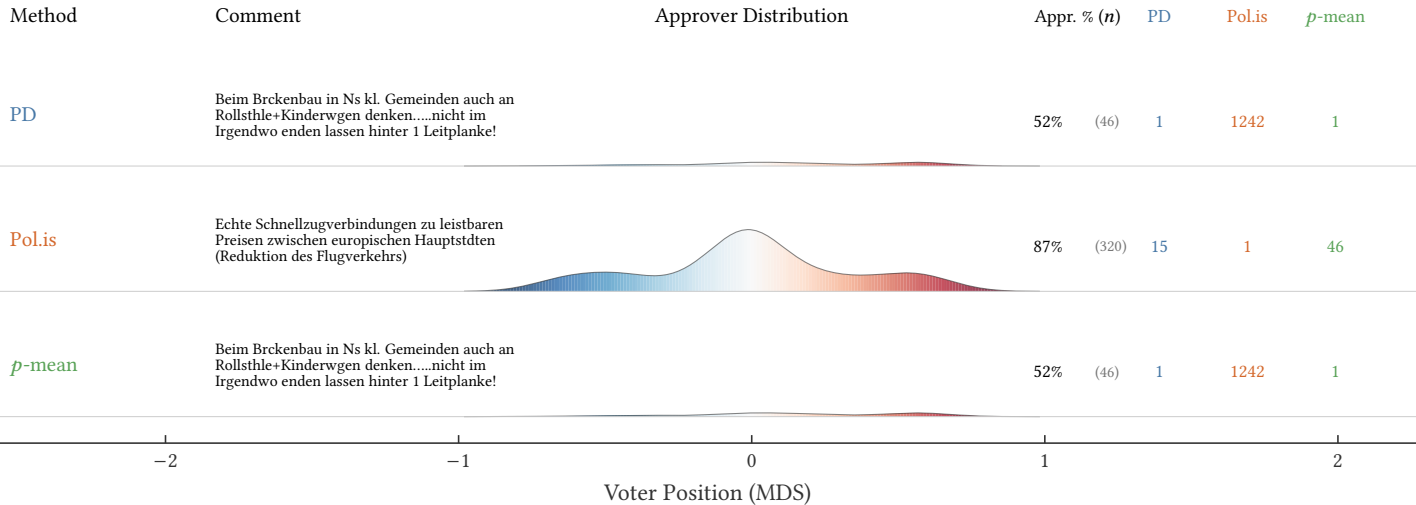 Method Comment Approver Distribution Appr. % (n) PD Pol.is p-mean
PD
Beim Brckenbau in Ns kl. Gemeinden auch an
Rollsthle+Kinderwgen denken.....nicht im
Irgendwo enden lassen hinter 1 Leitplanke!
52% (46) 1 1242 1
Pol.is
Echte Schnellzugverbindungen zu leistbaren
Preisen zwischen europischen Hauptstdten
(Reduktion des Flugverkehrs)
87% (320) 15 1 46
p-mean
Beim Brckenbau in Ns kl. Gemeinden auch an
Rollsthle+Kinderwgen denken.....nicht im
Irgendwo enden lassen hinter 1 Leitplanke!
52% (46) 1 1242 1
−2 −1 0 1 2
Voter Position (MDS)